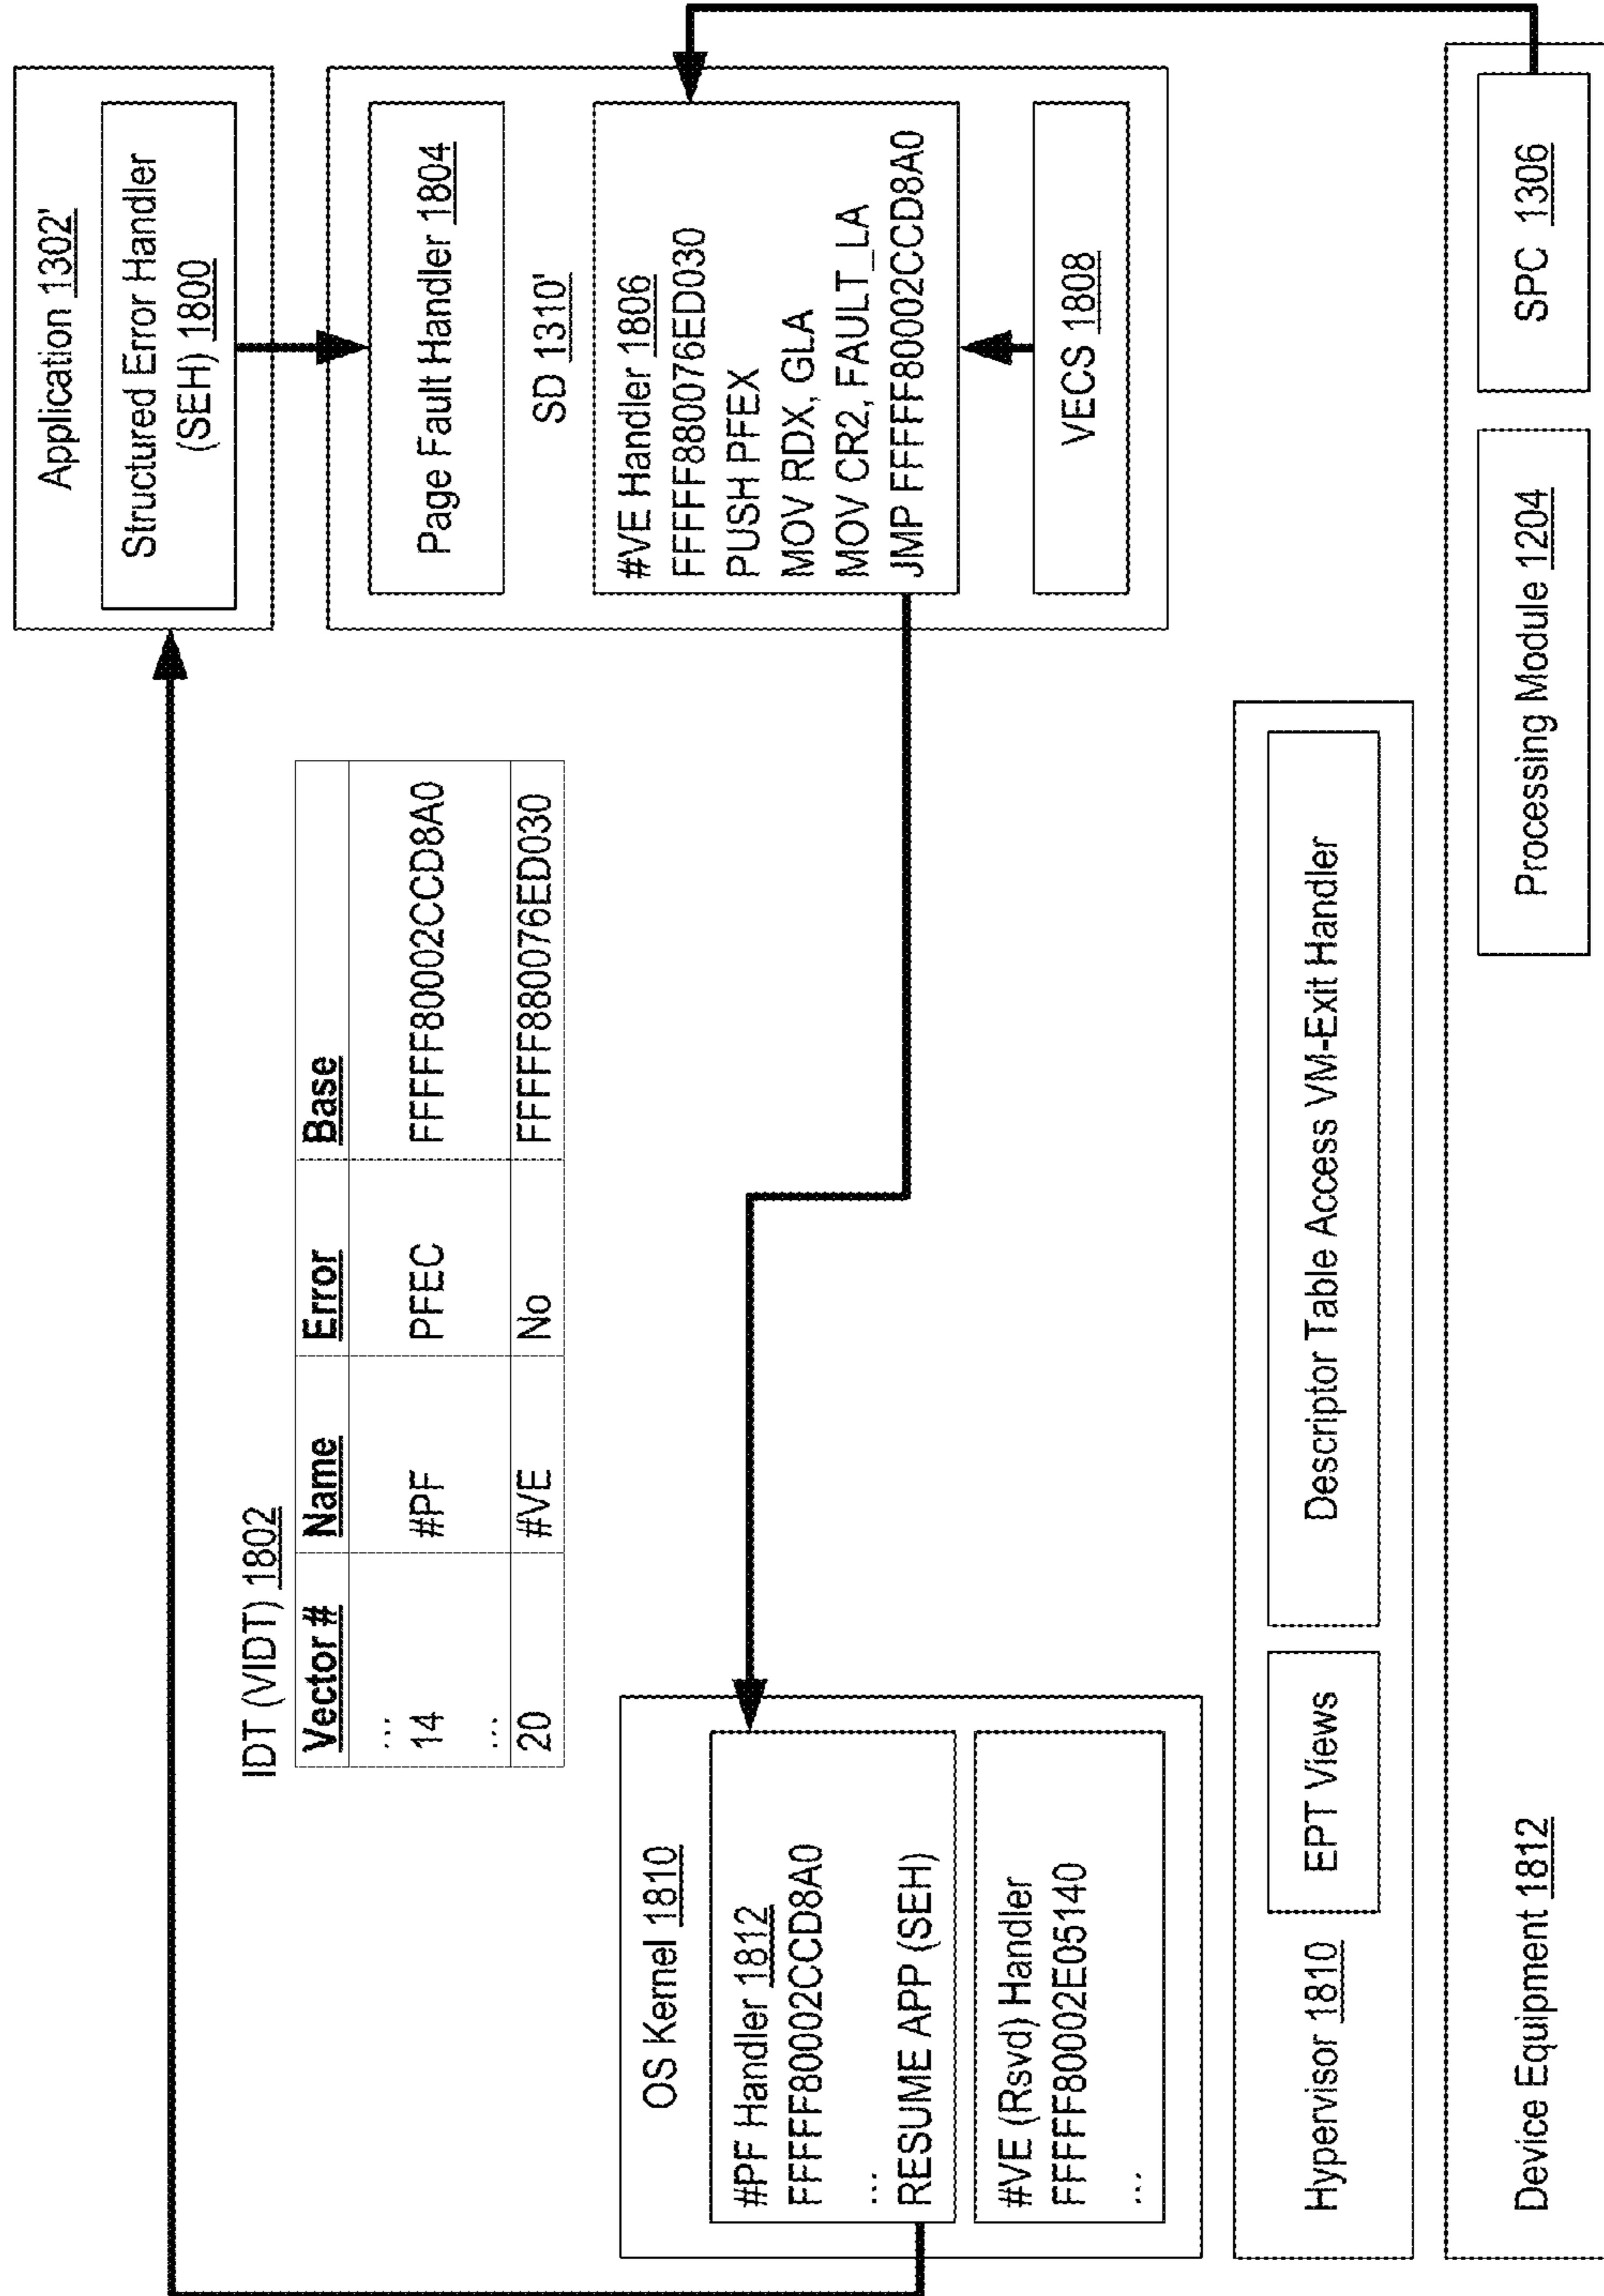 Application 1302'
Structured Error Handler
(SEH) 1800
IDT (VIDT) 1802
Vector # Name Error Base
...
14 #PF PFEC FFFFF80002CCD8A0
...
20 #VE No FFFFF880076ED030
Page Fault Handler 1804
SD 1310'
#VE Handler 1806
FFFFF880076ED030
PUSH PFEX
MOV RDX, GLA
MOV CR2, FAULT_LA
JMP FFFFF80002CCD8A0
VECS 1808
OS Kernel 1810
#PF Handler 1812
FFFFF80002CCD8A0
...
RESUME APP (SEH)
#VE (Rsvd) Handler
FFFFF80002E05140
...
Hypervisor 1810
EPT Views
Descriptor Table Access VM-Exit Handler
Device Equipment 1812
Processing Module 1204
SPC 1306